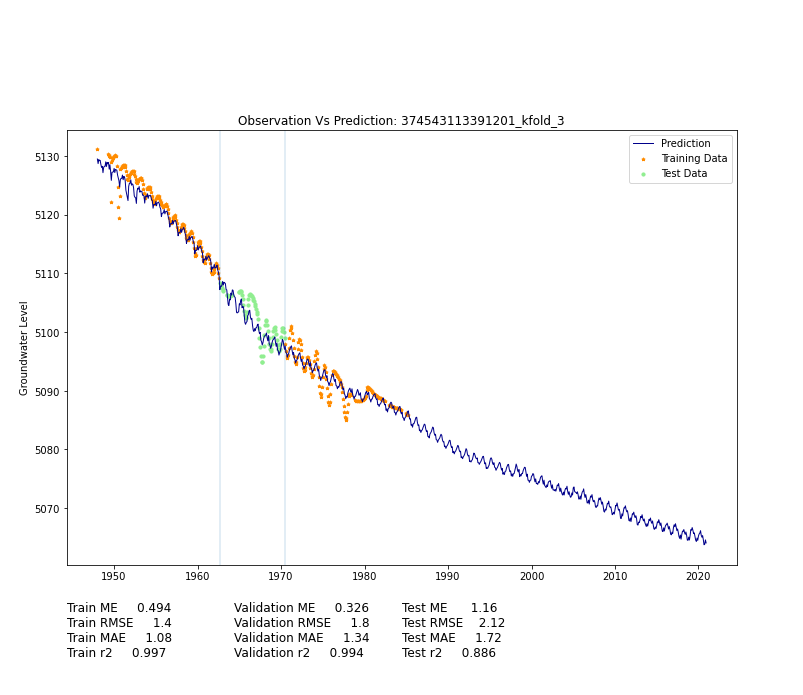 Observation Vs Prediction: 374543113391201_kfold_3
Prediction
Training Data
Test Data
Groundwater Level
5130
5120
5110
5100
5090
5080
5070
1950 1960 1970 1980 1990 2000 2010 2020
Train ME 0.494 Validation ME 0.326 Test ME 1.16
Train RMSE 1.4 Validation RMSE 1.8 Test RMSE 2.12
Train MAE 1.08 Validation MAE 1.34 Test MAE 1.72
Train r2 0.997 Validation r2 0.994 Test r2 0.886